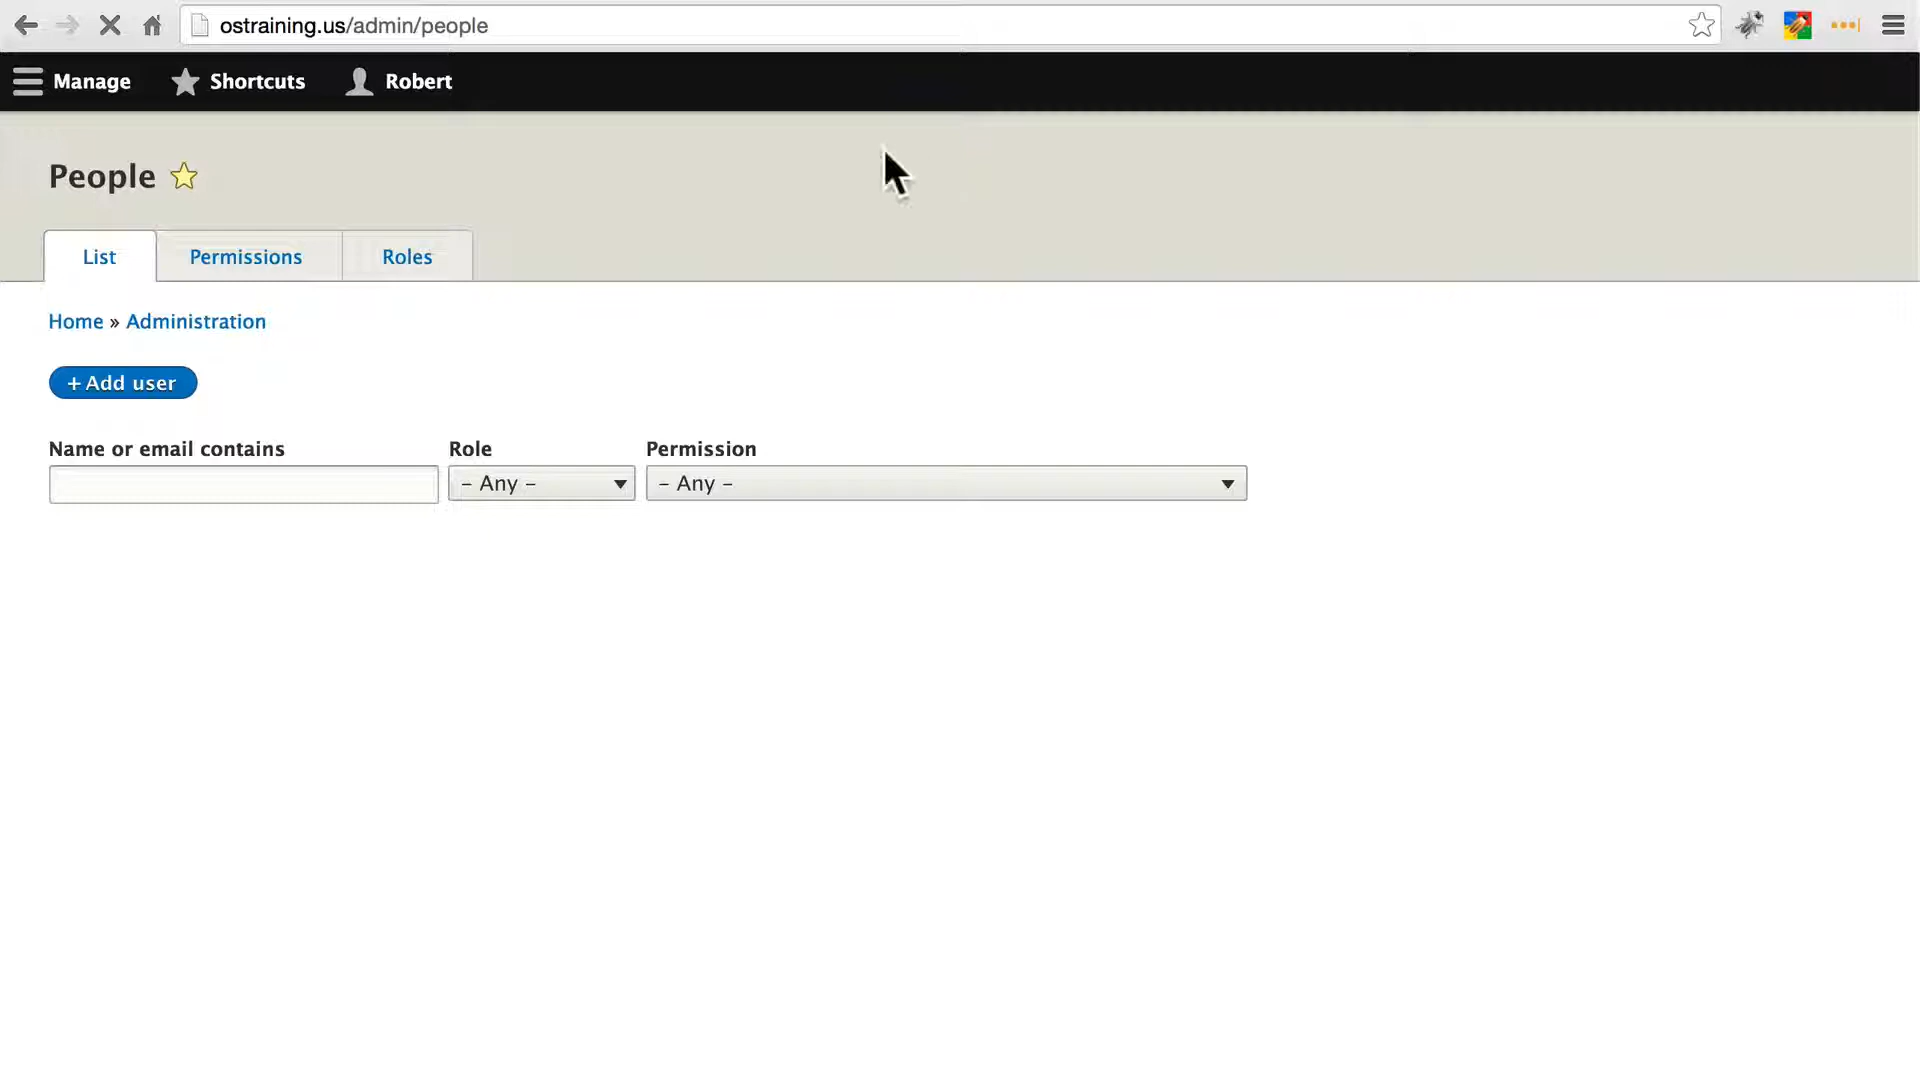 ostraining.us/admin/people
Manage Shortcuts Robert
People
List Permissions Roles
Home » Administration
+ Add user
Name or email contains Role Permission
- Any - - Any -